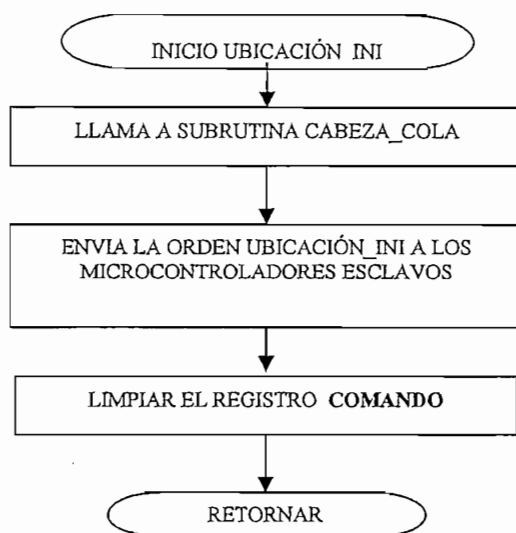 INICIO UBICACIÓN INI
LLAMA A SUBRUTINA CABEZA_COLA
ENVIA LA ORDEN UBICACIÓN_INI A LOS
MICROCONTROLADORES ESCLAVOS
LIMPIAR EL REGISTRO COMANDO
RETORNAR